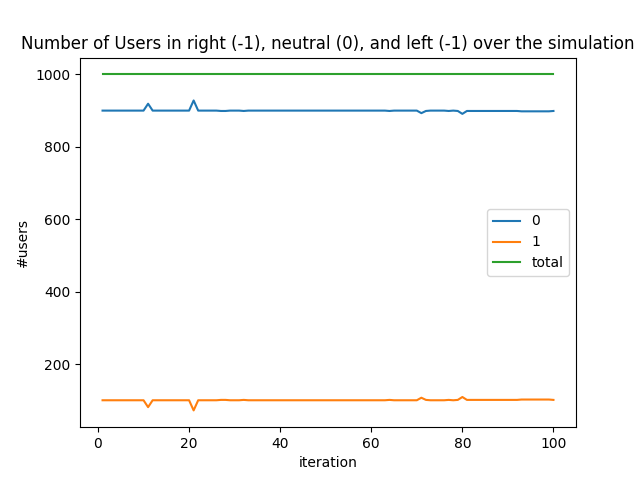 Number of Users in right (-1), neutral (0), and left (-1) over the simulation
1000
800
600
400
200
#users
0
1
total
0 20 40 60 80 100
iteration